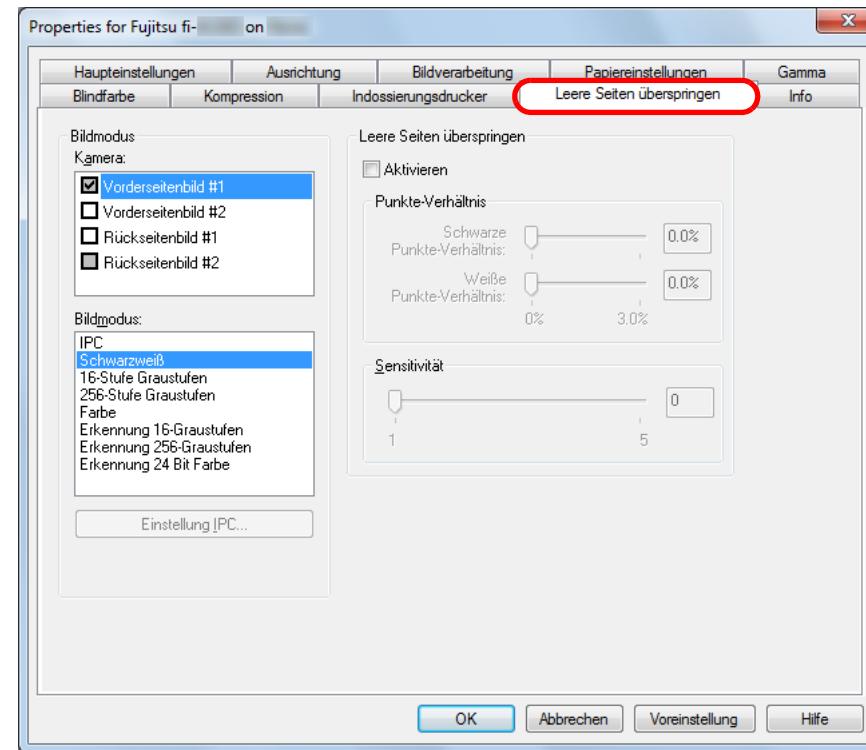 Properties for Fujitsu fi- on
Haupteinstellungen Ausrichtung Bildverarbeitung Papiereinstellungen Gamma
Blindfarbe Kompression Indossierungsdrucker Leere Seiten überspringen Info
Bildmodus
Kamera:
Vorderseitenbild #1
Vorderseitenbild #2
Rückseitenbild #1
Rückseitenbild #2
Bildmodus:
IPC
Schwarzweiß
16-Stufe Graustufen
256-Stufe Graustufen
Farbe
Erkennung 16-Graustufen
Erkennung 256-Graustufen
Erkennung 24 Bit Farbe
Einstellung IPC...
Leere Seiten überspringen
Aktivieren
Punkte-Verhältnis
Schwarze
Punkte-Verhältnis:
0.0%
Weiße
Punkte-Verhältnis:
0.0%
0% 3.0%
Sensitivität
0
1 5
OK Abbrechen Voreinstellung Hilfe